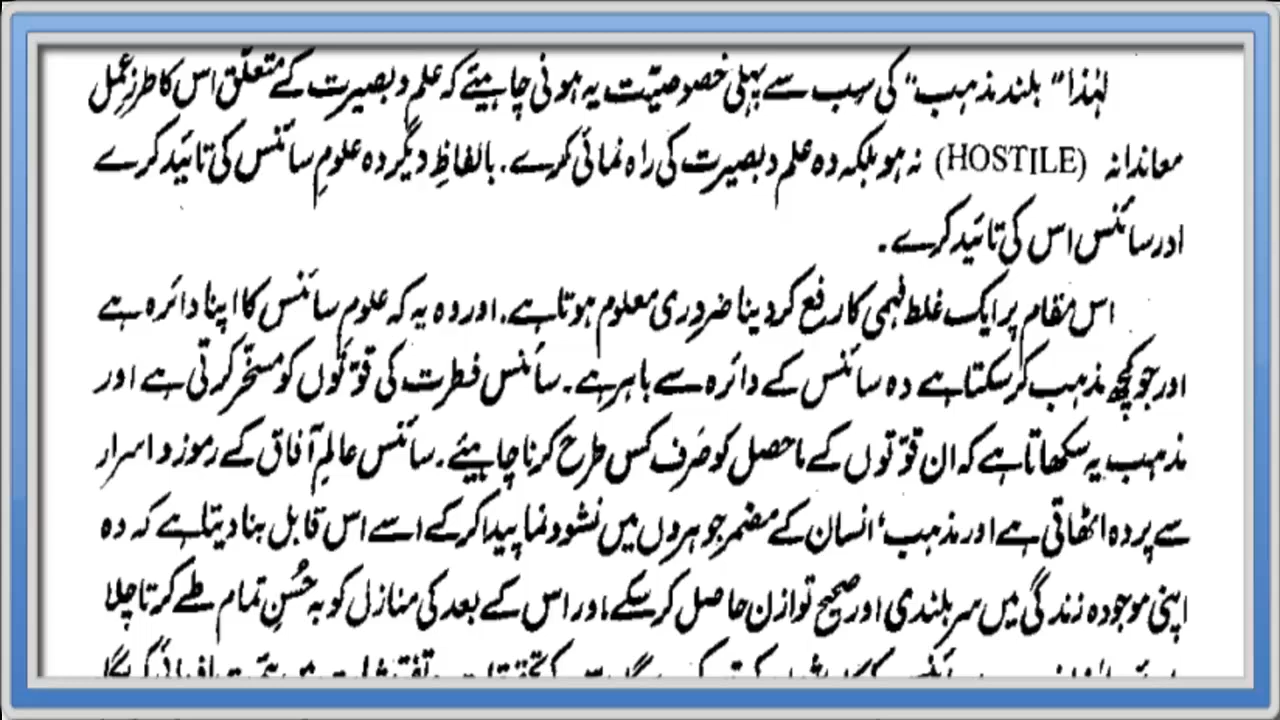 لہٰذا "بلند مذہب" کی سب سے پہلی خصوصیّت یہ ہونی چاہیئے کہ علم و بصیرت کے متعلّق اس کا طرزِ عمل
معاندانہ (HOSTILE) نہ ہو بلکہ وہ علم و بصیرت کی راہ نمائی کرے۔ بالفاظِ دیگر وہ علومِ سائنس کی تائید کرے
اور سائنس اس کی تائید کرے۔
اس مقام پر ایک غلط فہمی کا رفع کر دینا ضروری معلوم ہوتا ہے۔ اور وہ یہ کہ علومِ سائنس کا اپنا دائرہ ہے
اور جو کچھ مذہب کر سکتا ہے وہ سائنس کے دائرہ سے باہر ہے۔ سائنس فطرت کی قوّتوں کو مسخّر کرتی ہے اور
مذہب یہ سکھاتا ہے کہ ان قوّتوں کے ماحصل کو صَرف کس طرح کرنا چاہیئے۔ سائنس عالمِ آفاق کے رموز و اسرار
سے پردہ اٹھاتی ہے اور مذہب، انسان کے مضمر جوہروں میں نشوونما پیدا کر کے اسے اس قابل بنا دیتا ہے کہ وہ
اپنی موجودہ زندگی میں سربلندی اور صحیح توازن حاصل کر سکے اور اس کے بعد کی منازل کو بہ حُسنِ تمام طے کرتا چلا